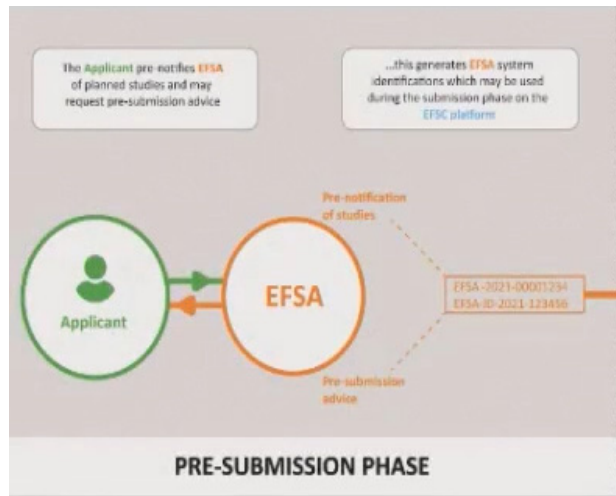 The Applicant pre-notifies EFSA
of planned studies and may
request pre-submission advice
...this generates EFSA system
identifications which may be used
during the submission phase on the
EFSC platform
Pre-notification
of studies
Applicant
EFSA
EFSA-2021-00001234
EFSA-ID-2021-123456
Pre-submission
advice
PRE-SUBMISSION PHASE